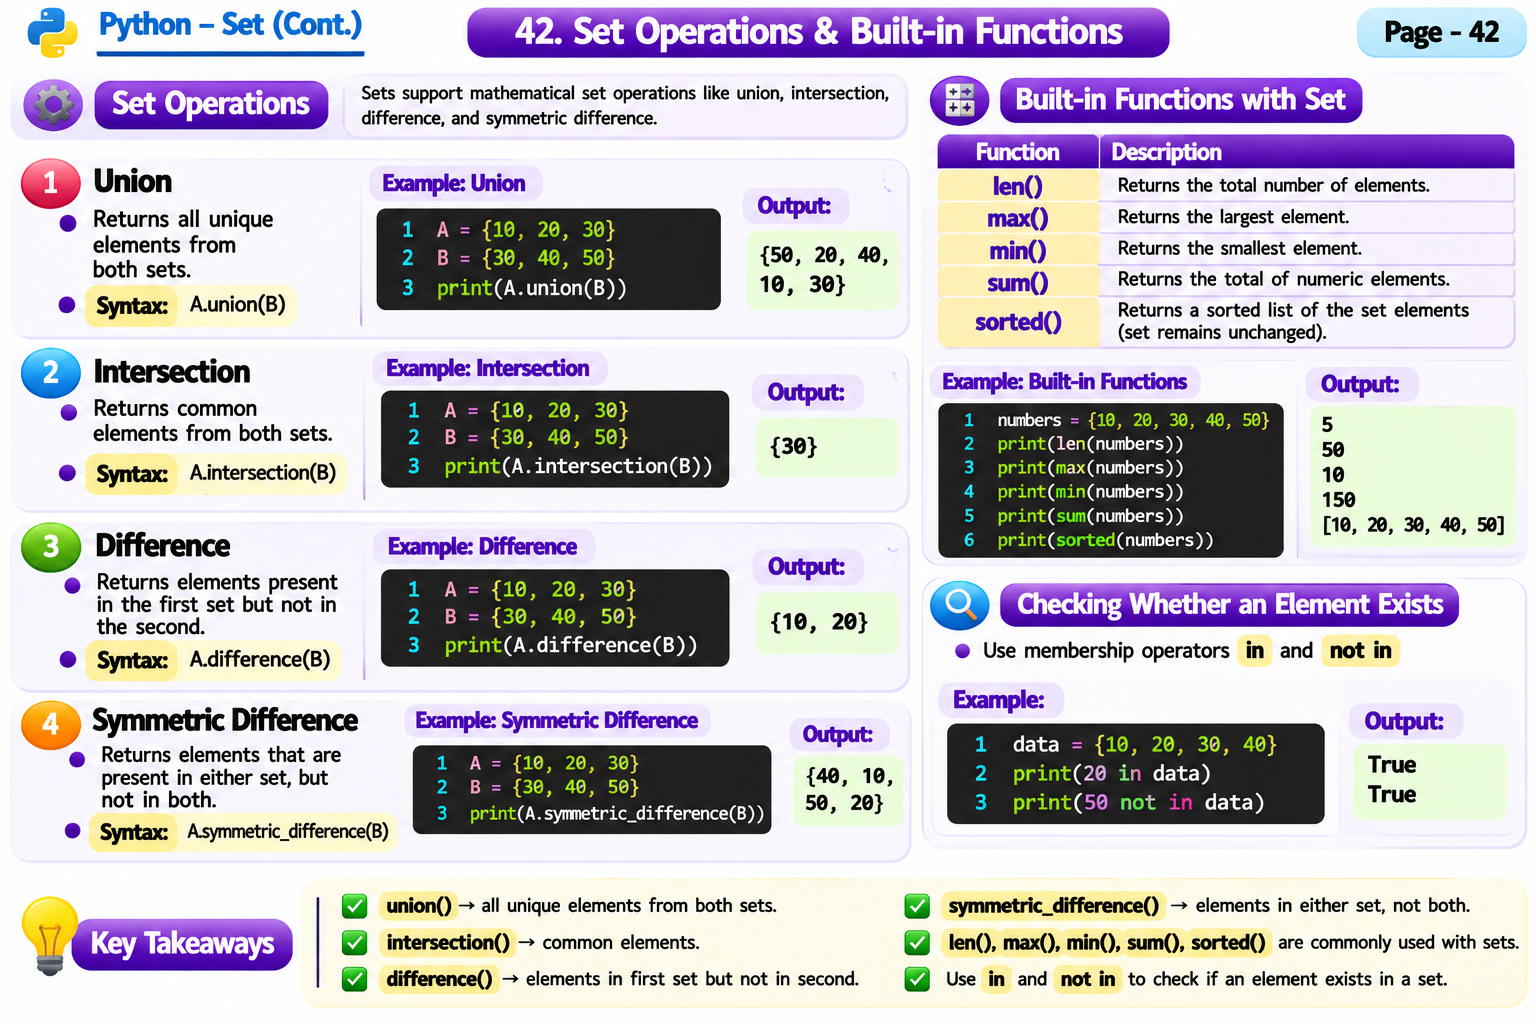 Python – Set (Cont.)
42. Set Operations & Built-in Functions
Page - 42
Set Operations
Sets support mathematical set operations like union, intersection,
difference, and symmetric difference.
1
Union
Returns all unique
elements from
both sets.
Syntax: A.union(B)
Example: Union
1 A = {10, 20, 30}
2 B = {30, 40, 50}
3 print(A.union(B))
Output:
{50, 20, 40,
10, 30}
2
Intersection
Returns common
elements from both sets.
Syntax: A.intersection(B)
Example: Intersection
1 A = {10, 20, 30}
2 B = {30, 40, 50}
3 print(A.intersection(B))
Output:
{30}
3
Difference
Returns elements present
in the first set but not in
the second.
Syntax: A.difference(B)
Example: Difference
1 A = {10, 20, 30}
2 B = {30, 40, 50}
3 print(A.difference(B))
Output:
{10, 20}
4
Symmetric Difference
Returns elements that are
present in either set, but
not in both.
Syntax: A.symmetric_difference(B)
Example: Symmetric Difference
1 A = {10, 20, 30}
2 B = {30, 40, 50}
3 print(A.symmetric_difference(B))
Output:
{40, 10,
50, 20}
Built-in Functions with Set
Function Description
len() Returns the total number of elements.
max() Returns the largest element.
min() Returns the smallest element.
sum() Returns the total of numeric elements.
sorted() Returns a sorted list of the set elements
(set remains unchanged).
Example: Built-in Functions
1 numbers = {10, 20, 30, 40, 50}
2 print(len(numbers))
3 print(max(numbers))
4 print(min(numbers))
5 print(sum(numbers))
6 print(sorted(numbers))
Output:
5
50
10
150
[10, 20, 30, 40, 50]
Checking Whether an Element Exists
Use membership operators in and not in
Example:
1 data = {10, 20, 30, 40}
2 print(20 in data)
3 print(50 not in data)
Output:
True
True
Key Takeaways
union() → all unique elements from both sets.
intersection() → common elements.
difference() → elements in first set but not in second.
symmetric_difference() → elements in either set, not both.
len(), max(), min(), sum(), sorted() are commonly used with sets.
Use in and not in to check if an element exists in a set.